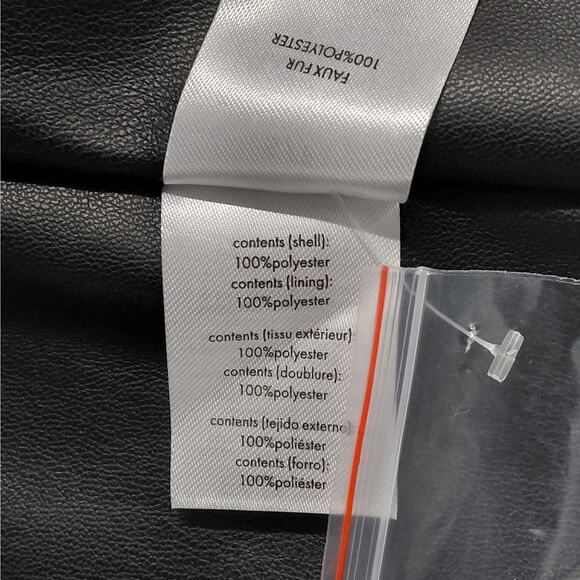 FAUX FUR
100%POLYESTER
contents (shell):
100%polyester
contents (lining):
100%polyester
contents (tissu extérieur):
100%polyester
contents (doublure):
100%polyester
contents (tejido externo):
100%poliéster
contents (forro):
100%poliéster